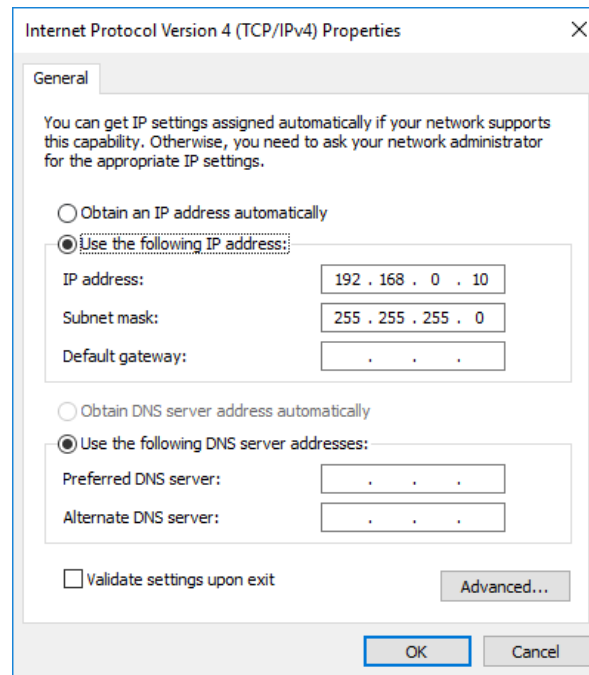 Internet Protocol Version 4 (TCP/IPv4) Properties
General
You can get IP settings assigned automatically if your network supports
this capability. Otherwise, you need to ask your network administrator
for the appropriate IP settings.
Obtain an IP address automatically
Use the following IP address:
IP address: 192 . 168 . 0 . 10
Subnet mask: 255 . 255 . 255 . 0
Default gateway: . . .
Obtain DNS server address automatically
Use the following DNS server addresses:
Preferred DNS server: . . .
Alternate DNS server: . . .
Validate settings upon exit
Advanced...
OK Cancel